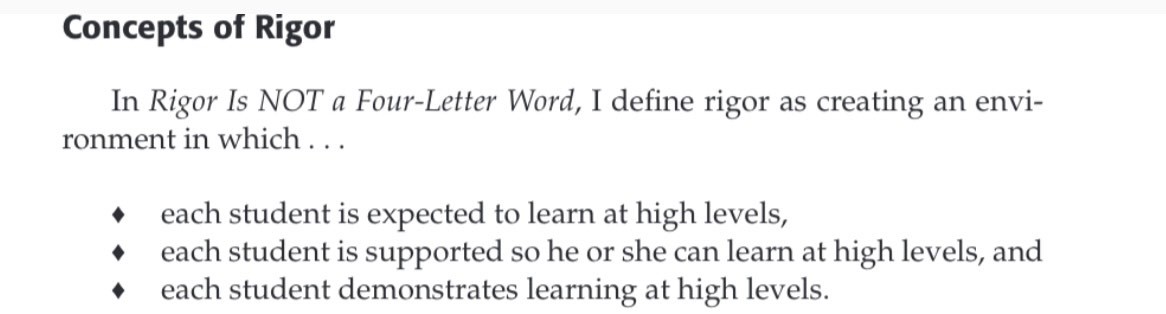 Concepts of Rigor
In Rigor Is NOT a Four-Letter Word, I define rigor as creating an envi-
ronment in which . . .
♦ each student is expected to learn at high levels,
♦ each student is supported so he or she can learn at high levels, and
♦ each student demonstrates learning at high levels.